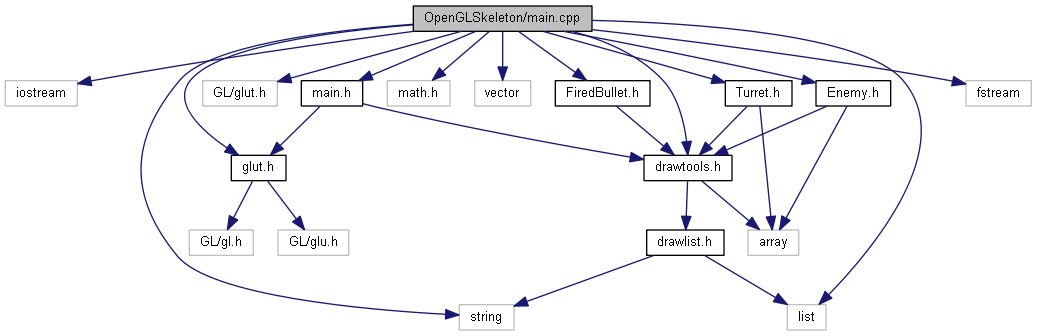 OpenGLSkeleton/main.cpp
iostream
GL/glut.h
main.h
math.h
vector
FiredBullet.h
Turret.h
Enemy.h
fstream
glut.h
drawtools.h
GL/gl.h
GL/glu.h
drawlist.h
array
string
list